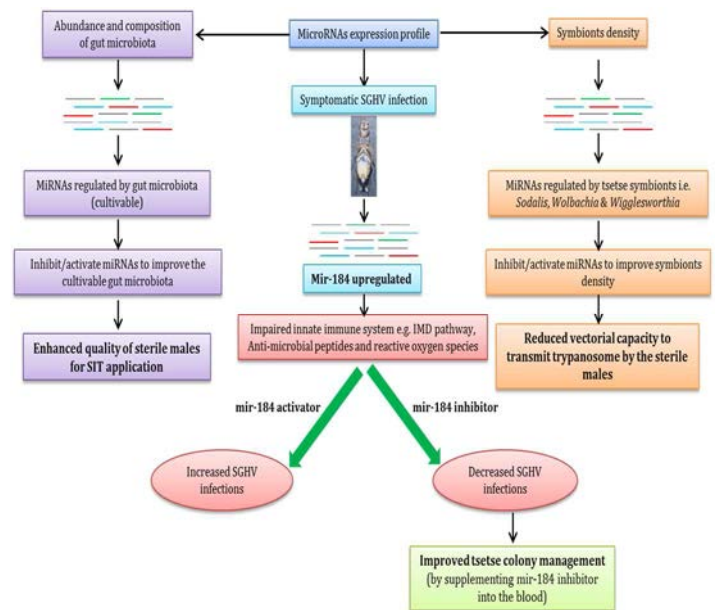 Abundance and composition
of gut microbiota
MicroRNAs expression profile
Symbionts density
Symptomatic SGHV infection
MiRNAs regulated by gut microbiota
(cultivable)
MiRNAs regulated by tsetse symbionts i.e.
Sodalis, Wolbachia & Wigglesworthia
Mir-184 upregulated
Inhibit/activate miRNAs to improve the
cultivable gut microbiota
Inhibit/activate miRNAs to improve symbionts
density
Impaired innate immune system e.g. IMD pathway,
Anti-microbial peptides and reactive oxygen species
Enhanced quality of sterile males
for SIT application
Reduced vectorial capacity to
transmit trypanosome by the sterile
males
mir-184 activator
mir-184 inhibitor
Increased SGHV
infections
Decreased SGHV
infections
Improved tsetse colony management
(by supplementing mir-184 inhibitor
into the blood)